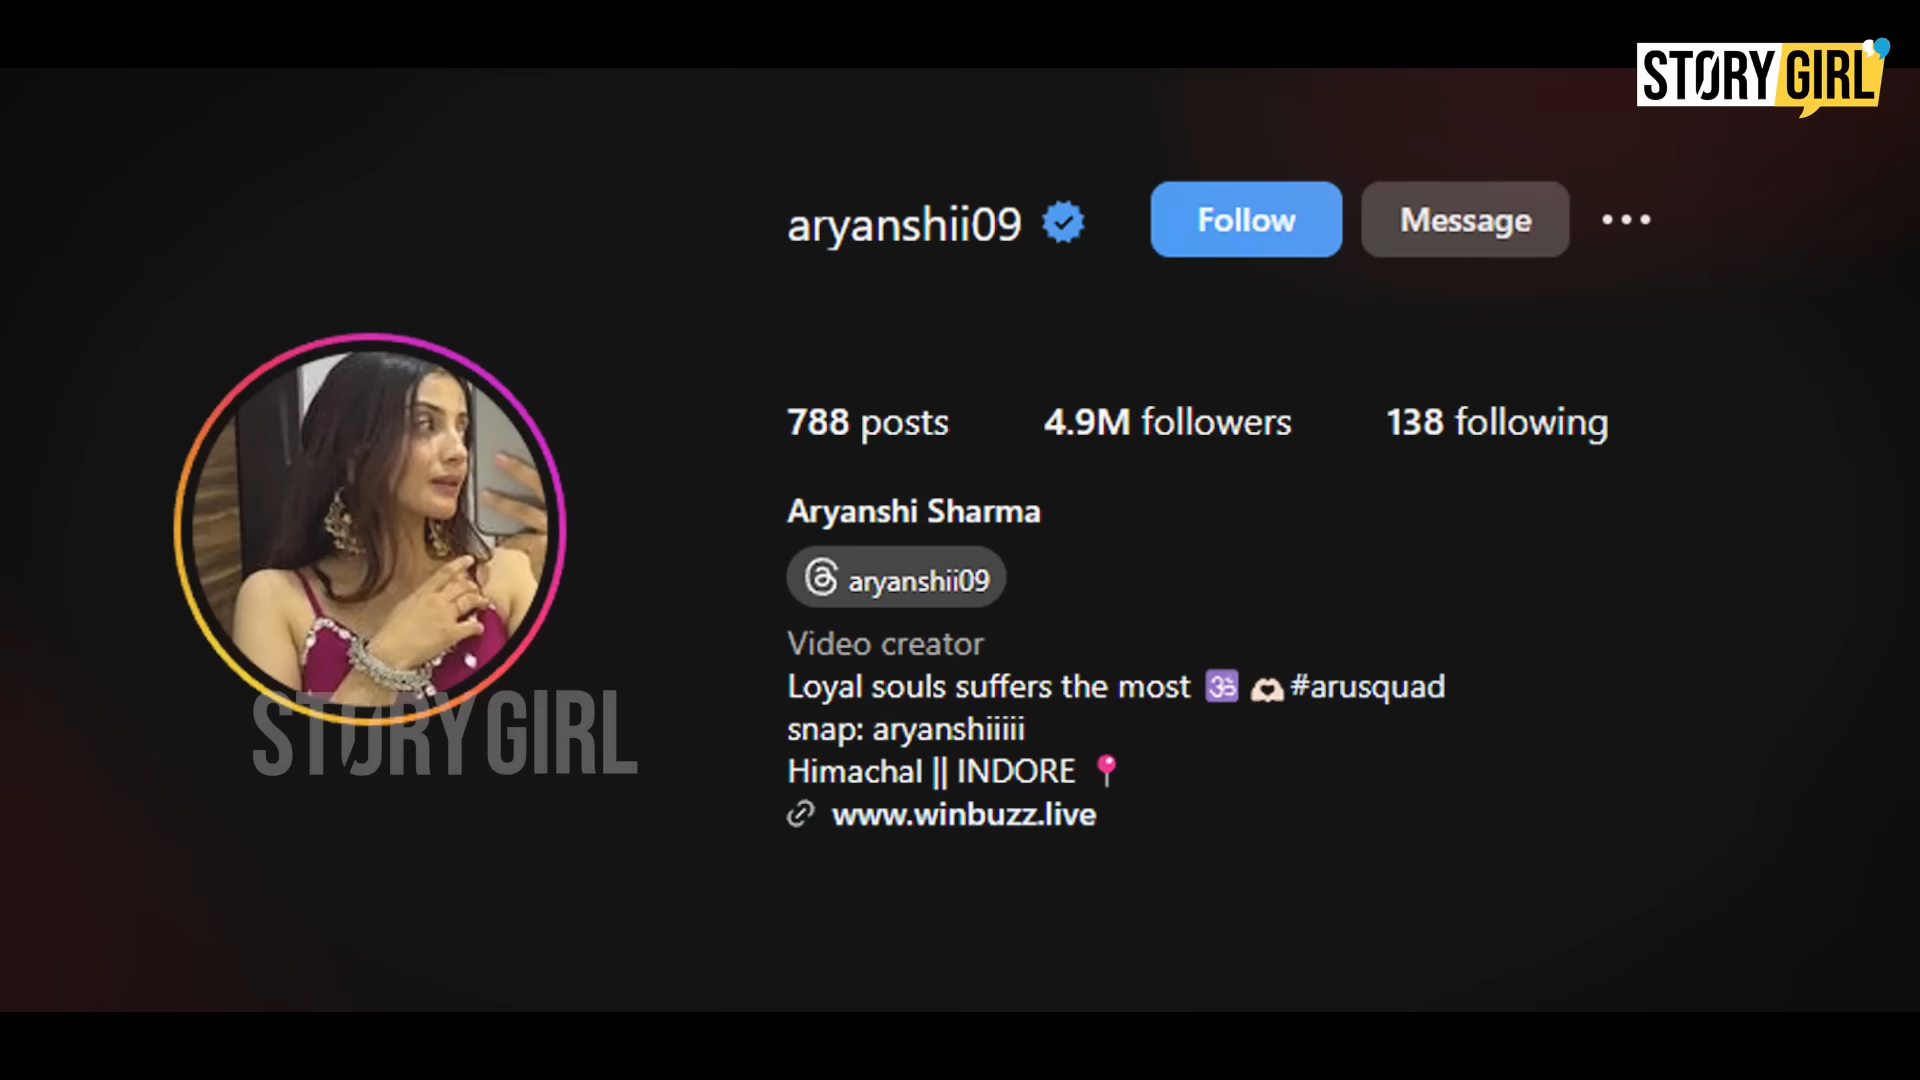 STORY GIRL
aryanshii09 Follow Message
788 posts 4.9M followers 138 following
Aryanshi Sharma
aryanshii09
Video creator
Loyal souls suffers the most 🕉️ 🫶🏻 #arusquad
snap: aryanshiiiii
Himachal || INDORE 📍
www.winbuzz.live
STORY GIRL